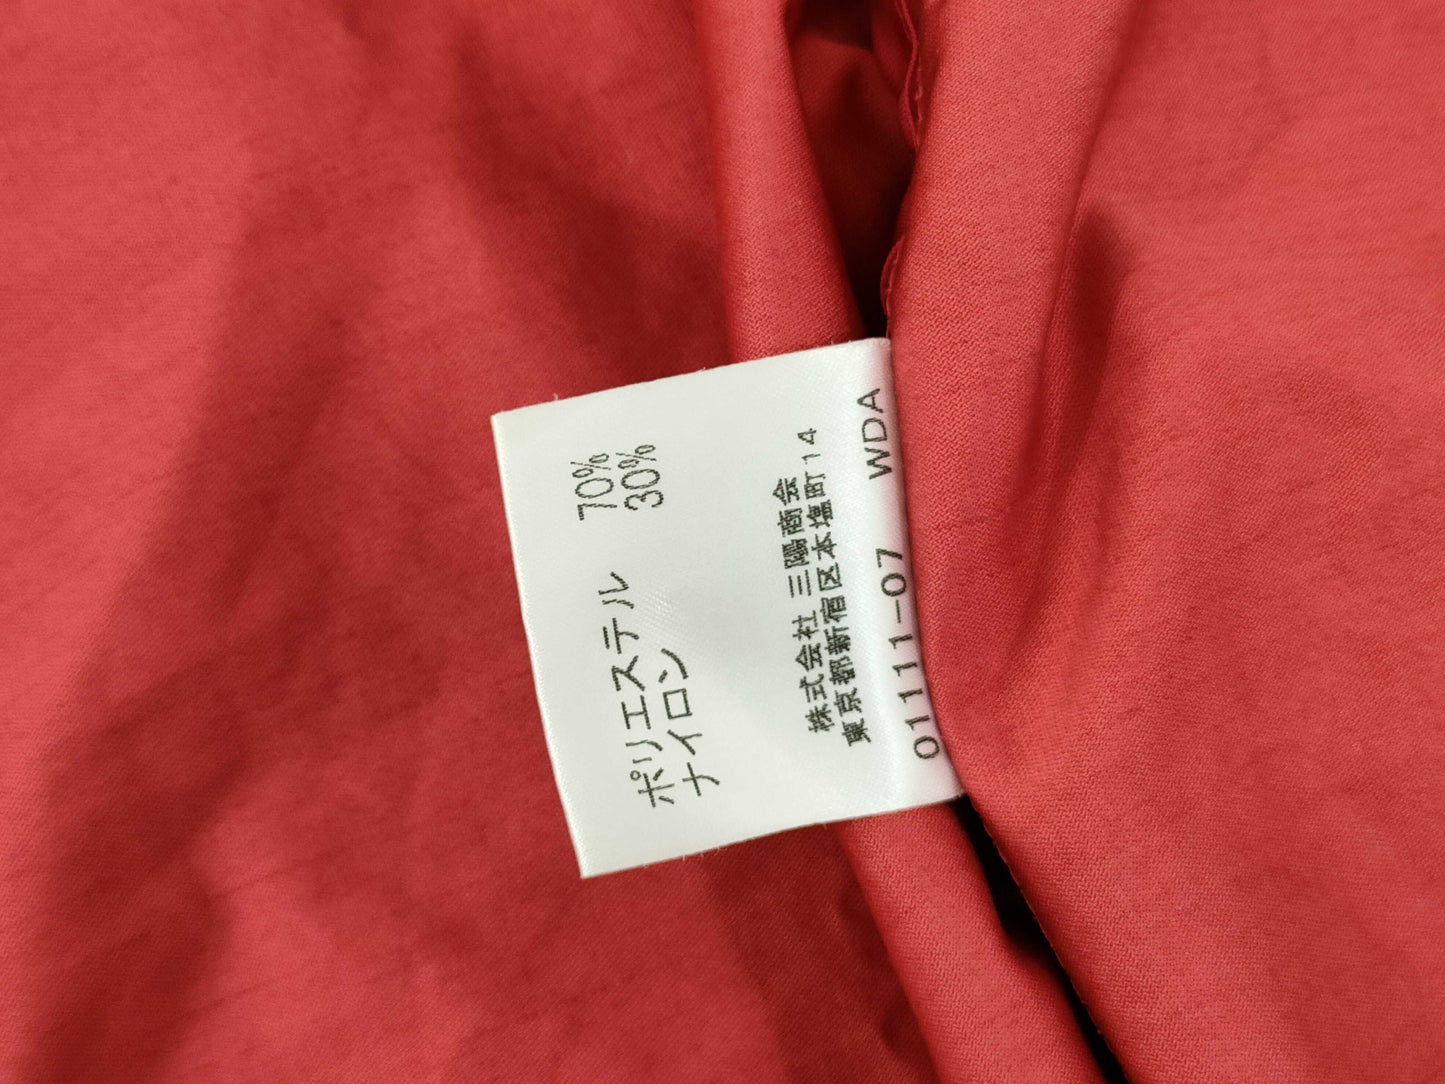 ポリエステル 70%
ナイロン 30%
株式会社 三陽商会
東京都新宿区本塩町14
01111-07 WDA